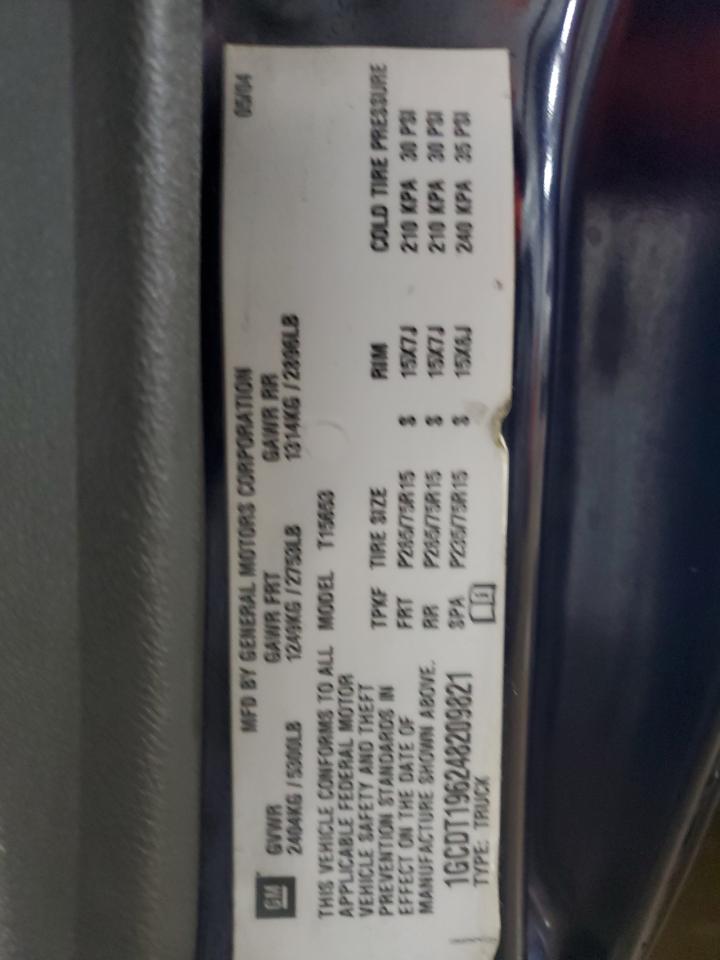 GM
MFD BY GENERAL MOTORS CORPORATION
05/04
GVWR GAWR FRT GAWR RR
2404KG / 5300LB 1249KG / 2753LB 1314KG / 2896LB
THIS VEHICLE CONFORMS TO ALL
APPLICABLE FEDERAL MOTOR
VEHICLE SAFETY AND THEFT
PREVENTION STANDARDS IN
EFFECT ON THE DATE OF
MANUFACTURE SHOWN ABOVE.
1GCDT196248209821
TYPE: TRUCK
MODEL T15653
TPKF TIRE SIZE RIM COLD TIRE PRESSURE
FRT P265/75R15 S 15X7J 210 KPA 30 PSI
RR P265/75R15 S 15X7J 210 KPA 30 PSI
SPA P235/75R15 S 15X6J 240 KPA 35 PSI